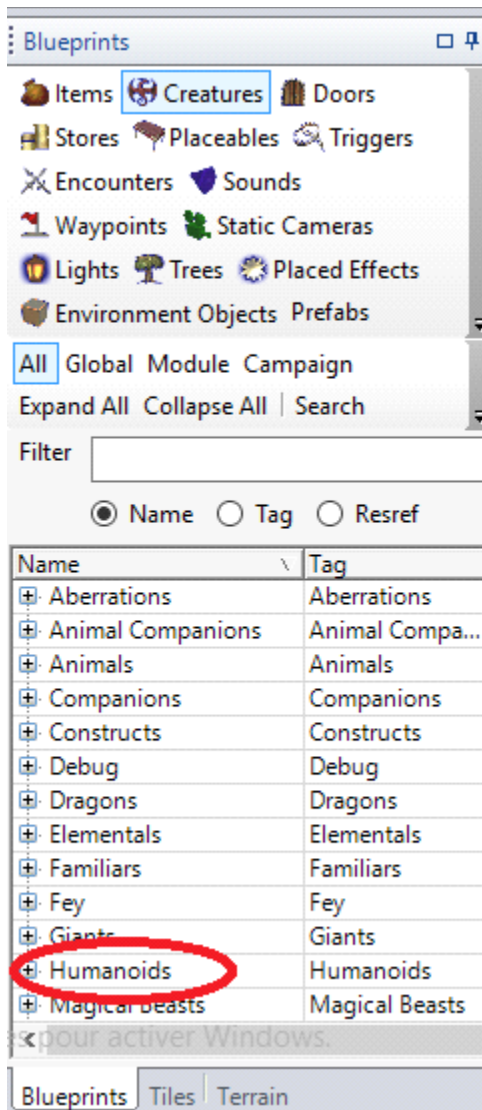 Blueprints
Items Creatures Doors
Stores Placeables Triggers
Encounters Sounds
Waypoints Static Cameras
Lights Trees Placed Effects
Environment Objects Prefabs
All Global Module Campaign
Expand All Collapse All Search
Filter
Name Tag Resref
Name Tag
Aberrations Aberrations
Animal Companions Animal Compa...
Animals Animals
Companions Companions
Constructs Constructs
Debug Debug
Dragons Dragons
Elementals Elementals
Familiars Familiars
Fey Fey
Giants Giants
Humanoids Humanoids
Magical Beasts Magical Beasts
pour activer Windows.
Blueprints Tiles Terrain